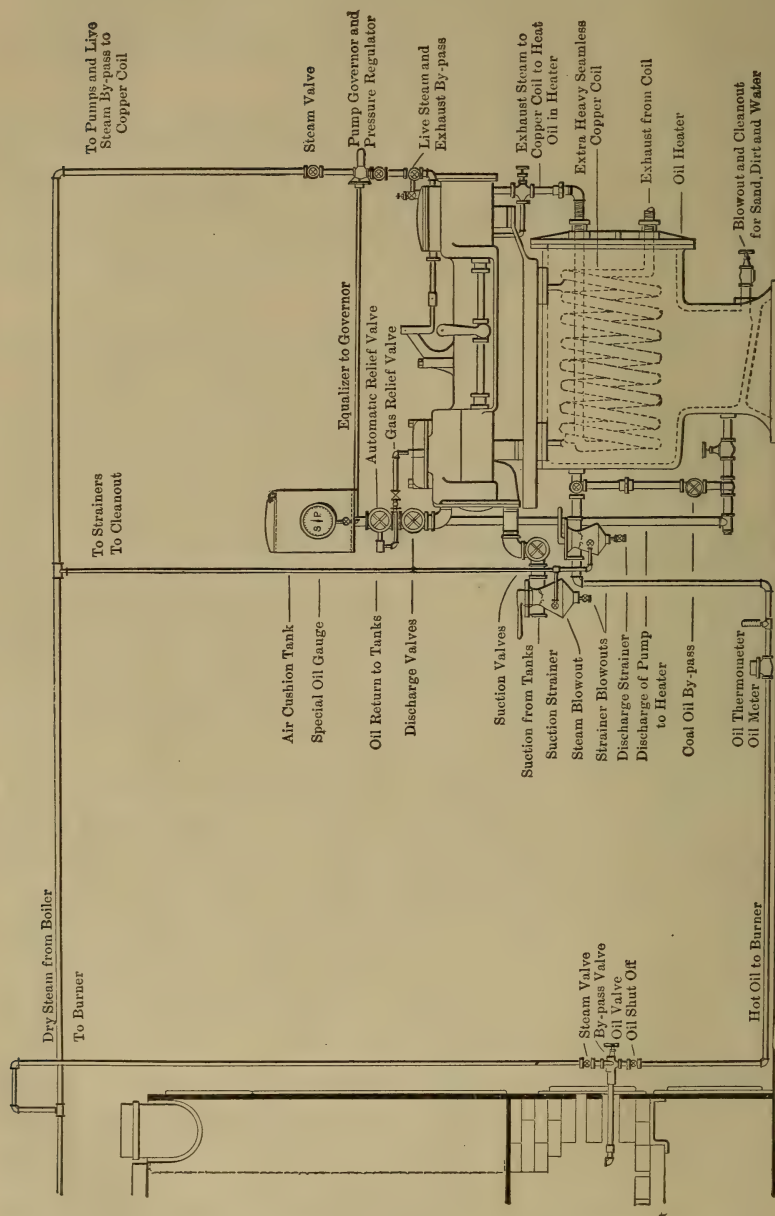 To Pumps and Live
Steam By-pass to
Copper Coil
Steam Valve
Pump Governor and
Pressure Regulator
Live Steam and
Exhaust By-pass
Exhaust Steam to
Copper Coil to Heat
Oil in Heater
Extra Heavy Seamless
Copper Coil
Exhaust from Coil
Oil Heater
Blowout and Cleanout
for Sand, Dirt and Water
Equalizer to Governor
Automatic Relief Valve
Gas Relief Valve
To Strainers
To Cleanout
S P
Air Cushion Tank
Special Oil Gauge
Oil Return to Tanks
Discharge Valves
Suction Valves
Suction from Tanks
Suction Strainer
Steam Blowout
Strainer Blowouts
Discharge Strainer
Discharge of Pump
to Heater
Coal Oil By-pass
Oil Thermometer
Oil Meter
Dry Steam from Boiler
To Burner
Steam Valve
By-pass Valve
Oil Valve
Oil Shut Off
Hot Oil to Burner